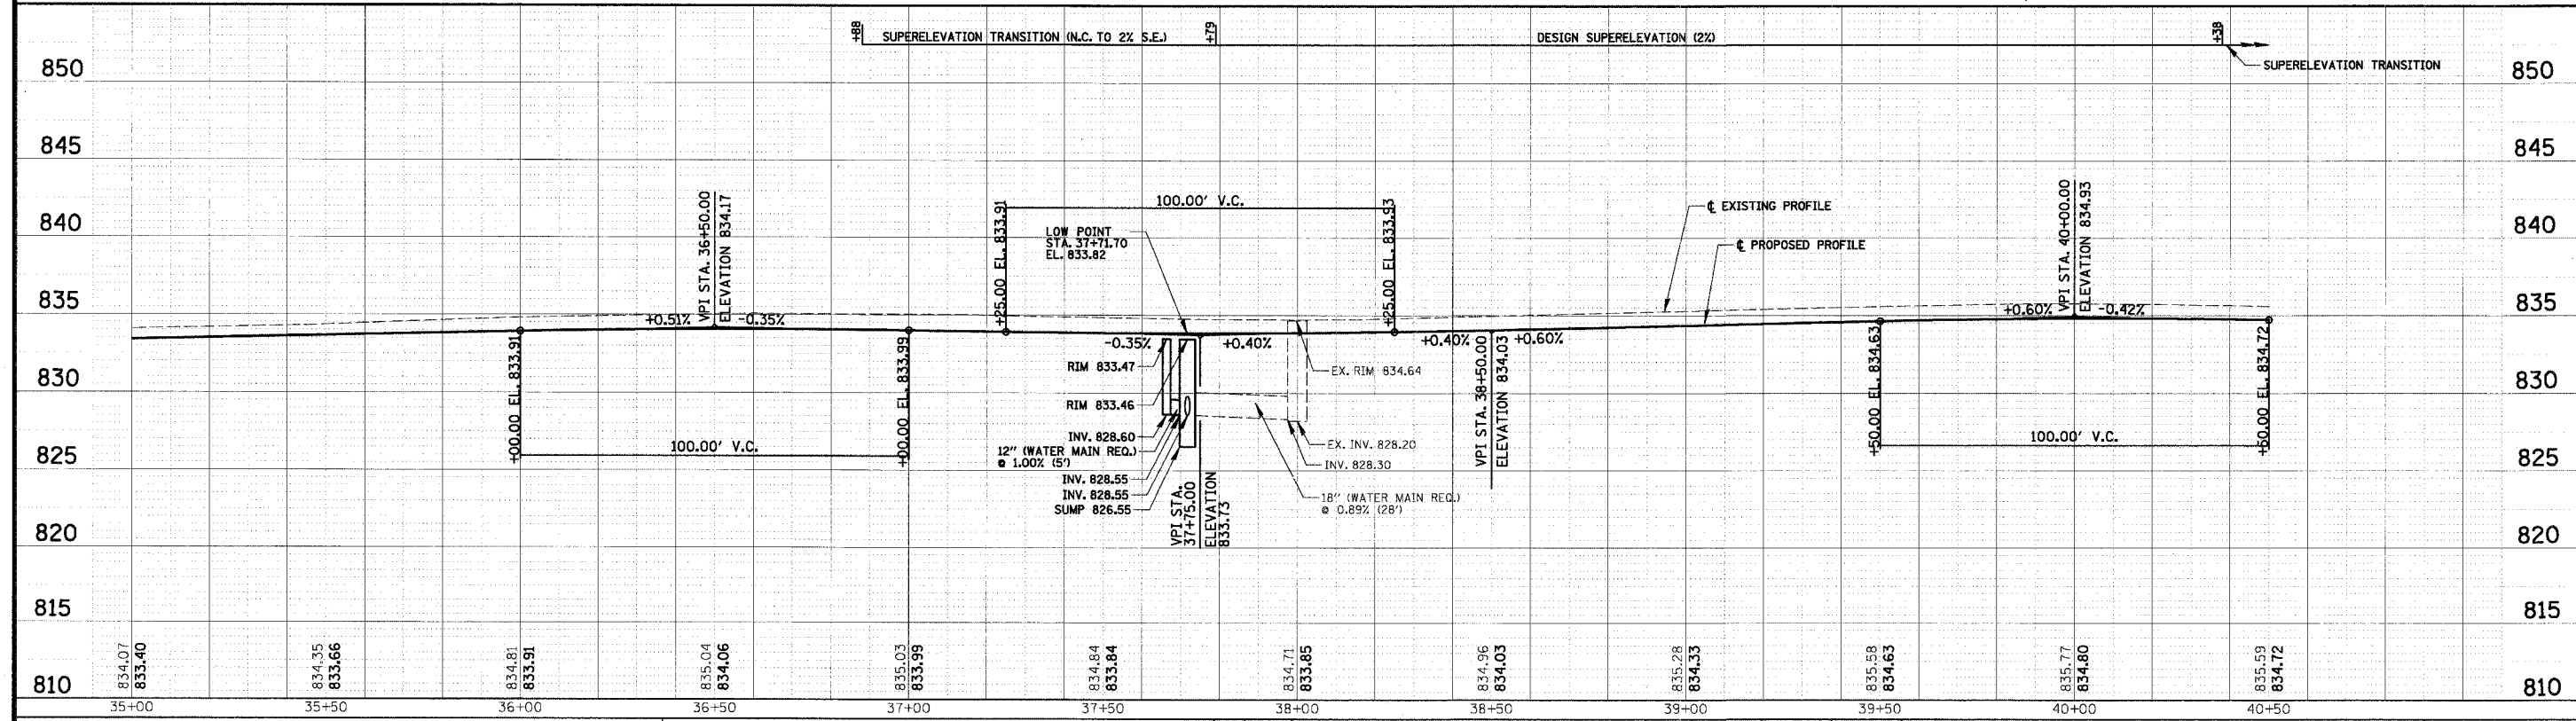 +88
SUPERELEVATION TRANSITION (N.C. TO 2% S.E.)
+79
DESIGN SUPERELEVATION (2%)
+38
SUPERELEVATION TRANSITION
850
850
845
845
840
840
835
835
830
830
825
825
820
820
815
815
810
810
VPI STA. 36+50.00
ELEVATION 834.17
+0.51%
-0.35%
+00.00 EL. 833.91
100.00' V.C.
+00.00 EL. 833.99
+25.00 EL. 833.91
100.00' V.C.
+25.00 EL. 833.93
LOW POINT
STA. 37+71.70
EL. 833.82
-0.35%
+0.40%
RIM 833.47
RIM 833.46
INV. 828.60
12" (WATER MAIN REQ.)
@ 1.00% (5')
INV. 828.55
INV. 828.55
SUMP 826.55
VPI STA.
37+75.00
ELEVATION
833.73
EX. RIM 834.64
EX. INV. 828.20
INV. 828.30
18" (WATER MAIN REQ.)
@ 0.89% (28')
+0.40%
+0.60%
VPI STA. 38+50.00
ELEVATION 834.03
℄ EXISTING PROFILE
℄ PROPOSED PROFILE
VPI STA. 40+00.00
ELEVATION 834.93
+0.60%
-0.42%
+50.00 EL. 834.63
100.00' V.C.
+50.00 EL. 834.72
834.07
833.40
834.35
833.66
834.81
833.91
835.04
834.06
835.03
833.99
834.84
833.84
834.71
833.85
834.96
834.03
835.28
834.33
835.58
834.63
835.77
834.80
835.59
834.72
35+00
35+50
36+00
36+50
37+00
37+50
38+00
38+50
39+00
39+50
40+00
40+50